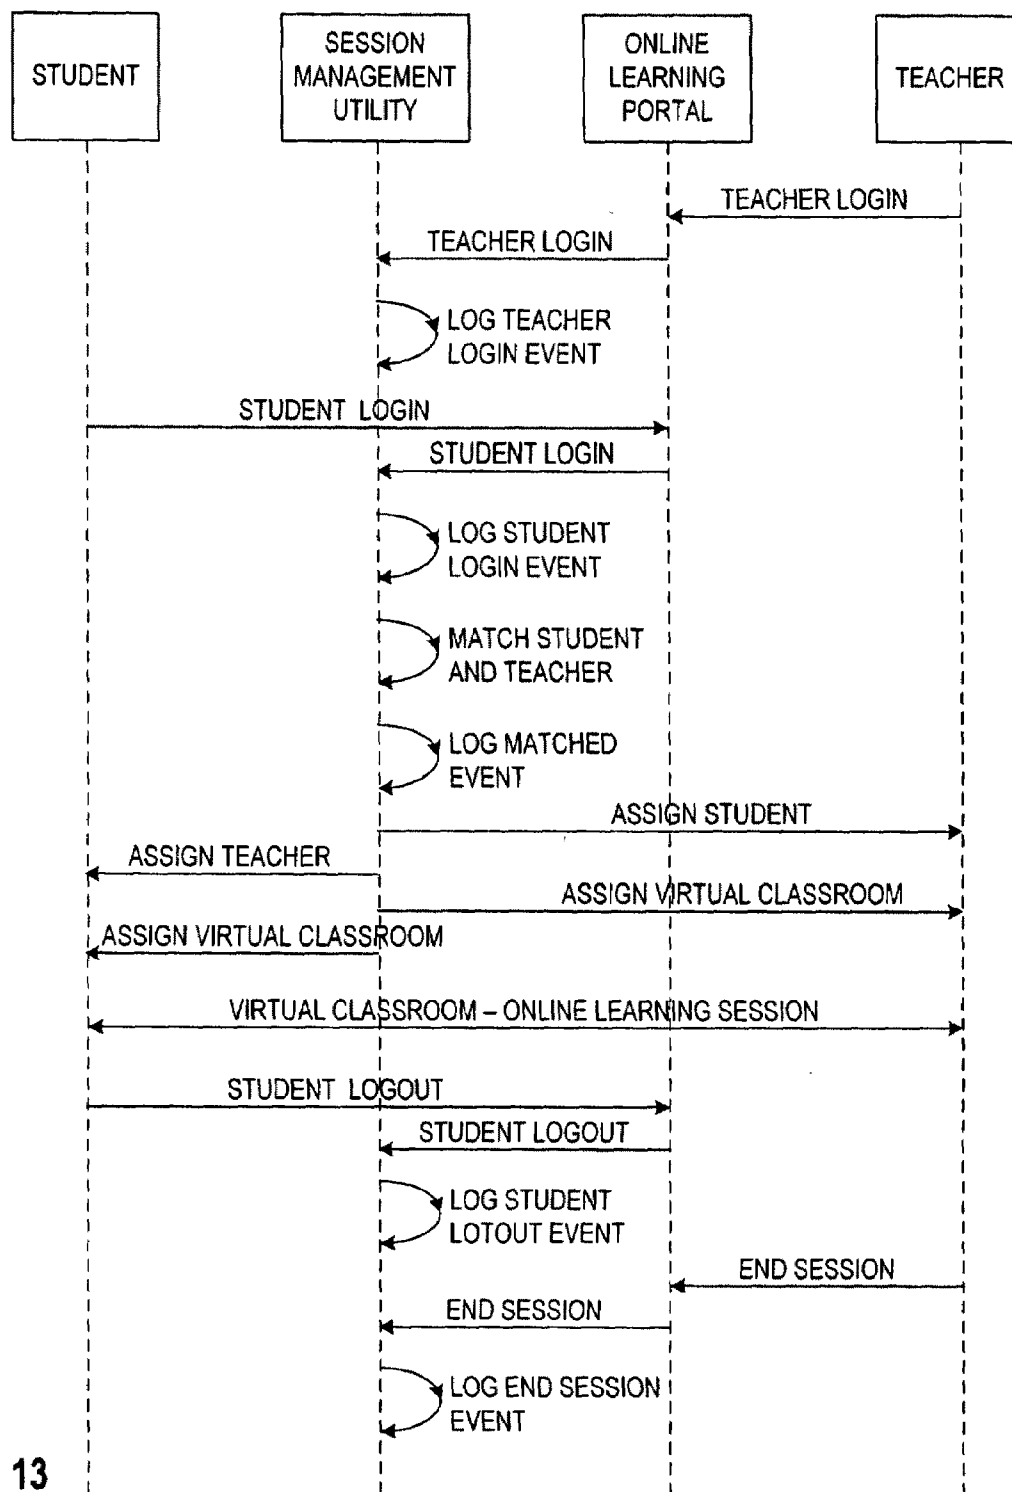 STUDENT
SESSION
MANAGEMENT
UTILITY
ONLINE
LEARNING
PORTAL
TEACHER
TEACHER LOGIN
TEACHER LOGIN
LOG TEACHER
LOGIN EVENT
STUDENT LOGIN
STUDENT LOGIN
LOG STUDENT
LOGIN EVENT
MATCH STUDENT
AND TEACHER
LOG MATCHED
EVENT
ASSIGN STUDENT
ASSIGN TEACHER
ASSIGN VIRTUAL CLASSROOM
ASSIGN VIRTUAL CLASSROOM
VIRTUAL CLASSROOM – ONLINE LEARNING SESSION
STUDENT LOGOUT
STUDENT LOGOUT
LOG STUDENT
LOTOUT EVENT
END SESSION
END SESSION
LOG END SESSION
EVENT
13